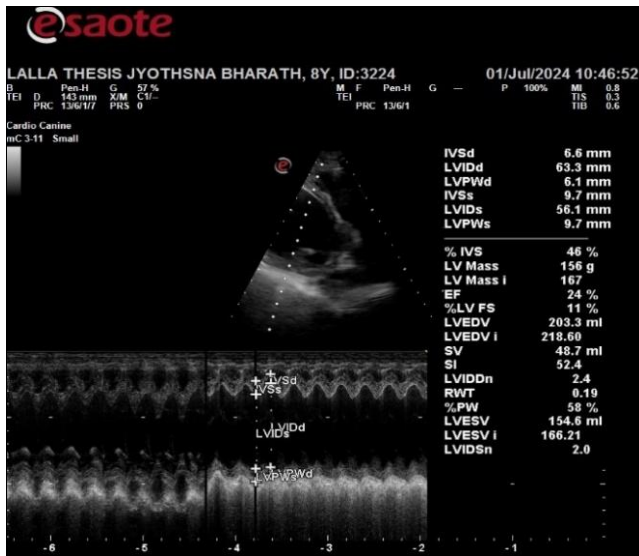 esaote
LALLA THESIS JYOTHSNA BHARATH, 8Y, ID:3224 01/Jul/2024 10:46:52
B Pen-H G 57 % M F Pen-H G — P 100% MI 0.8
TEI D 143 mm X/M C1/-- TEI TIS 0.3
PRC 13/6/1/7 PRS 0 PRC 13/6/1 TIB 0.6
Cardio Canine
mC 3-11 Small
IVSd 6.6 mm
LVIDd 63.3 mm
LVPWd 6.1 mm
IVSs 9.7 mm
LVIDs 56.1 mm
LVPWs 9.7 mm
% IVS 46 %
LV Mass 156 g
LV Mass i 167
EF 24 %
%LV FS 11 %
LVEDV 203.3 ml
LVEDV i 218.60
SV 48.7 ml
SI 52.4
LVIDDn 2.4
RWT 0.19
%PW 58 %
LVESV 154.6 ml
LVESV i 166.21
LVIDSn 2.0
IVSd
IVSs
LVIDd
LVIDs
LVPWd
LVPWs
-6 -5 -4 -3 -2 -1 0